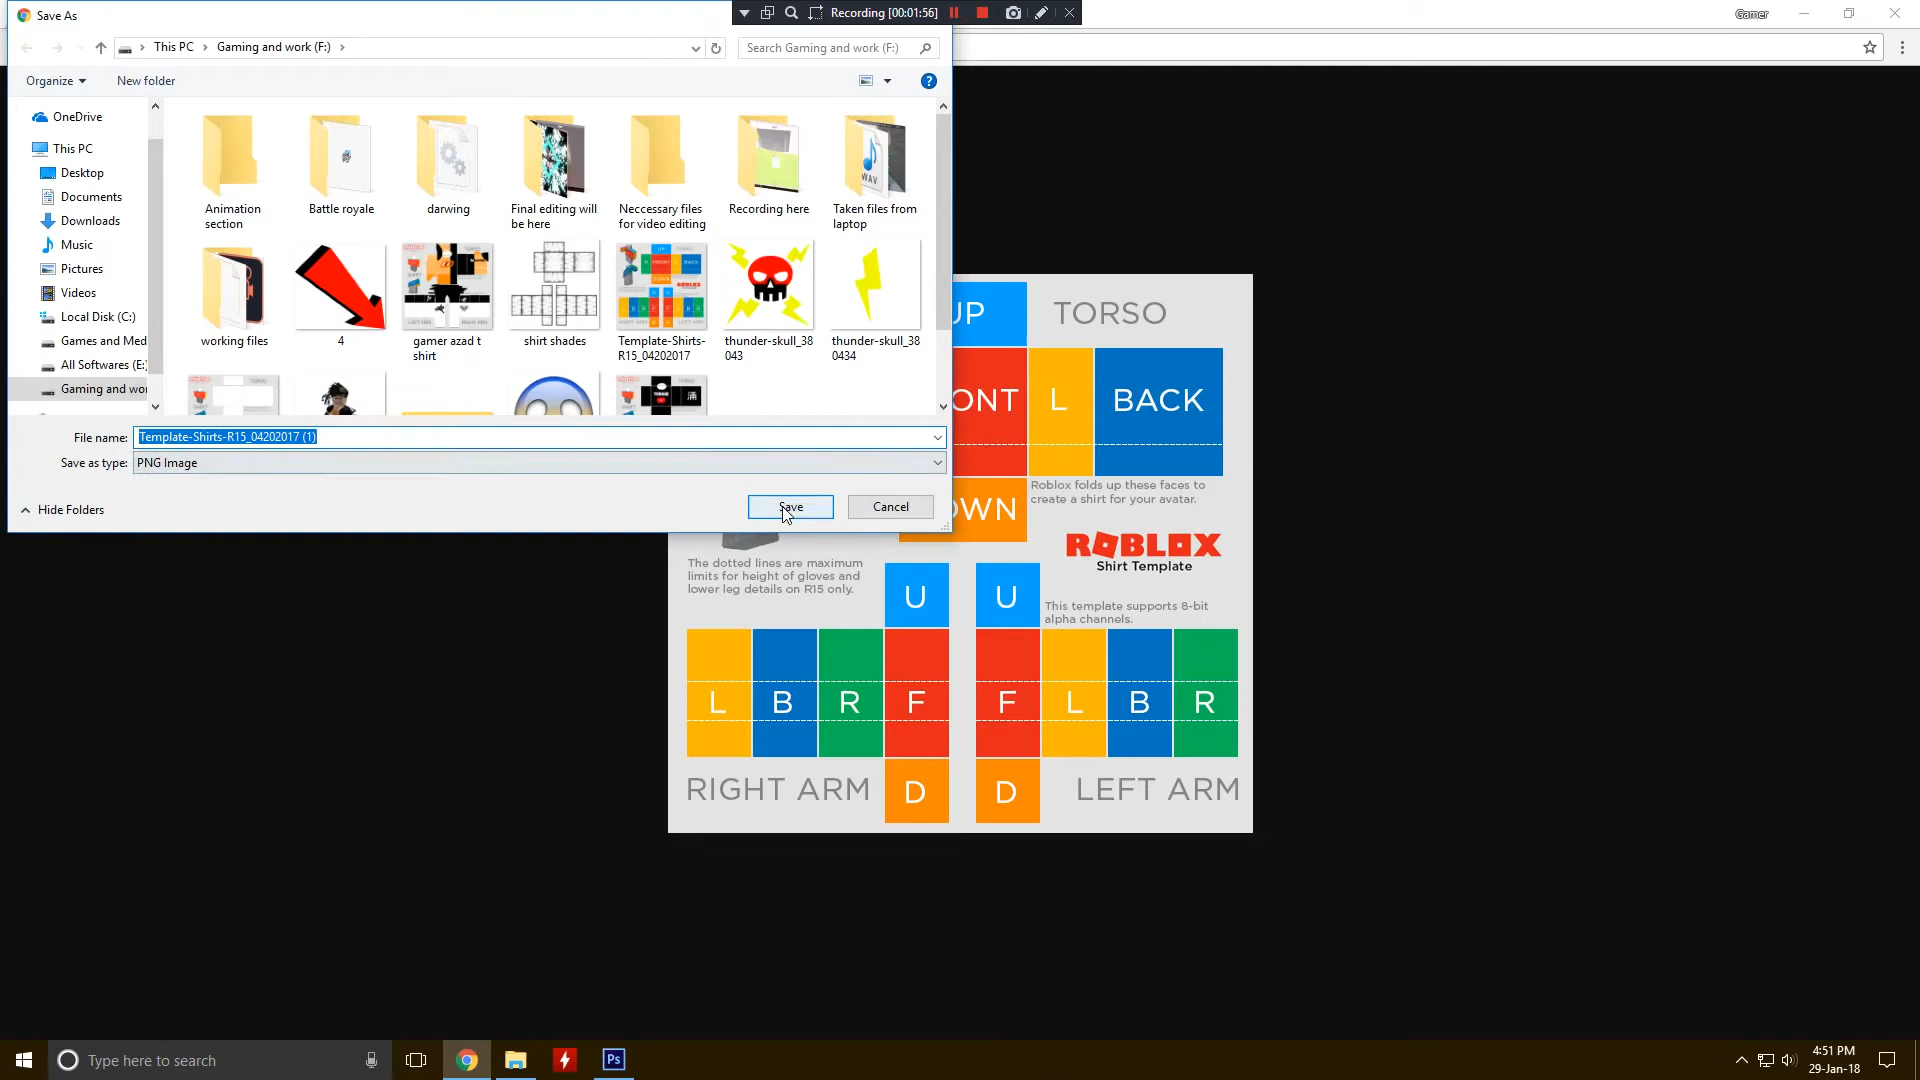 Save As
Recording [00:01:56]
Gamer
This PC
Gaming and work (F:)
Search Gaming and work (F:)
Organize
New folder
OneDrive
This PC
Desktop
Documents
Downloads
Music
Pictures
Videos
Local Disk (C:)
Games and Med
All Softwares (E:)
Gaming and wor
Animation
section
Battle royale
darwing
Final editing will
be here
Neccessary files
for video editing
Recording here
WAV
Taken files from
laptop
working files
4
gamer azad t
shirt
shirt shades
Template-Shirts-
R15_04202017
thunder-skull_38
043
thunder-skull_380
434
File name:
Template-Shirts-R15_04202017 (1)
Save as type:
PNG Image
Hide Folders
Save
Cancel
UP
TORSO
ONT
L
BACK
OWN
Roblox folds up these faces to
create a shirt for your avatar.
ROBLOX
Shirt Template
The dotted lines are maximum
limits for height of gloves and
lower leg details on R15 only.
U
U
This template supports 8-bit
alpha channels.
L
B
R
F
F
L
B
R
RIGHT ARM
D
D
LEFT ARM
Type here to search
Ps
4:51 PM
29-Jan-18